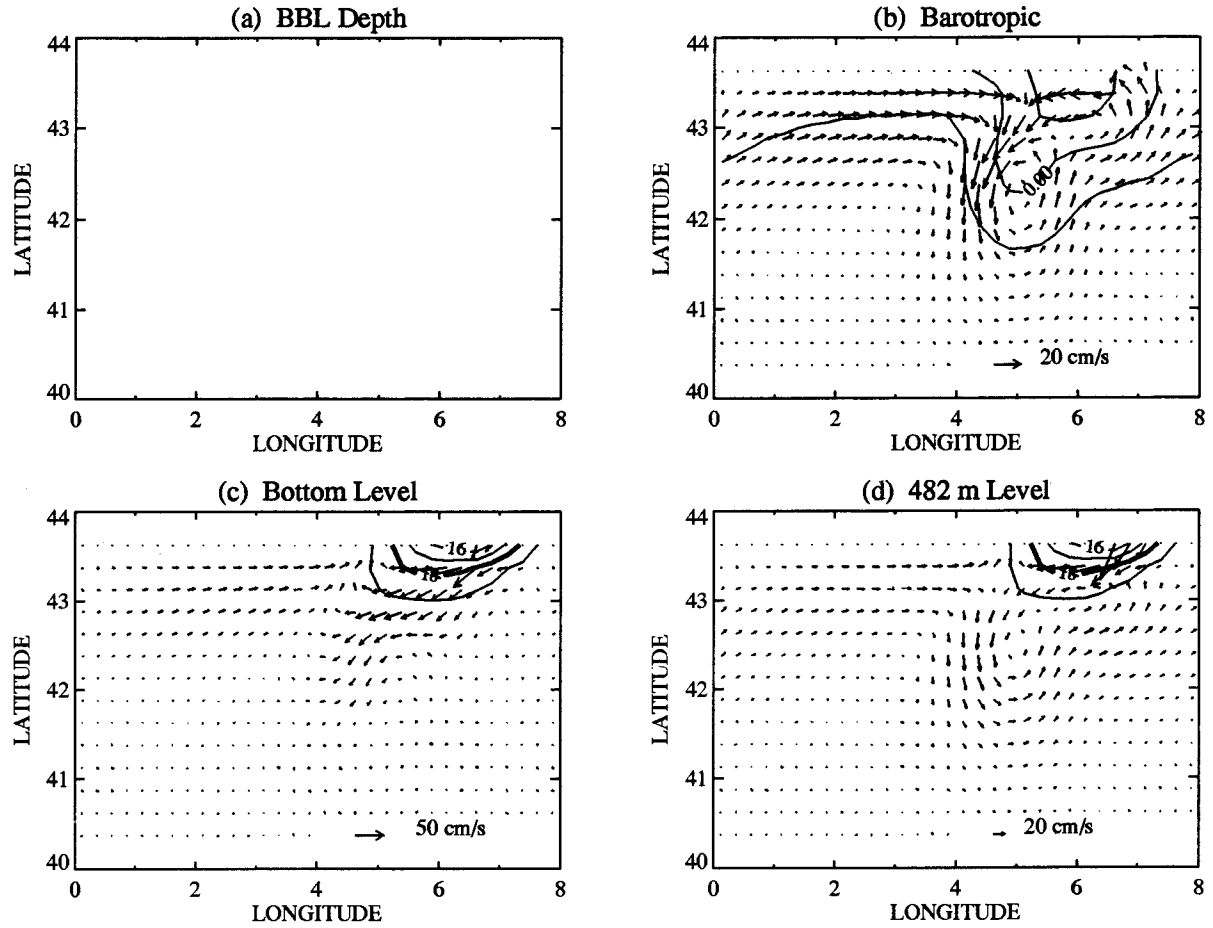 (a) BBL Depth
44
43
42
41
40
LATITUDE
0 2 4 6 8
LONGITUDE
(b) Barotropic
44
43
42
41
40
LATITUDE
0.00
20 cm/s
0 2 4 6 8
LONGITUDE
(c) Bottom Level
44
43
42
41
40
LATITUDE
16
18
50 cm/s
0 2 4 6 8
LONGITUDE
(d) 482 m Level
44
43
42
41
40
LATITUDE
16
18
20 cm/s
0 2 4 6 8
LONGITUDE